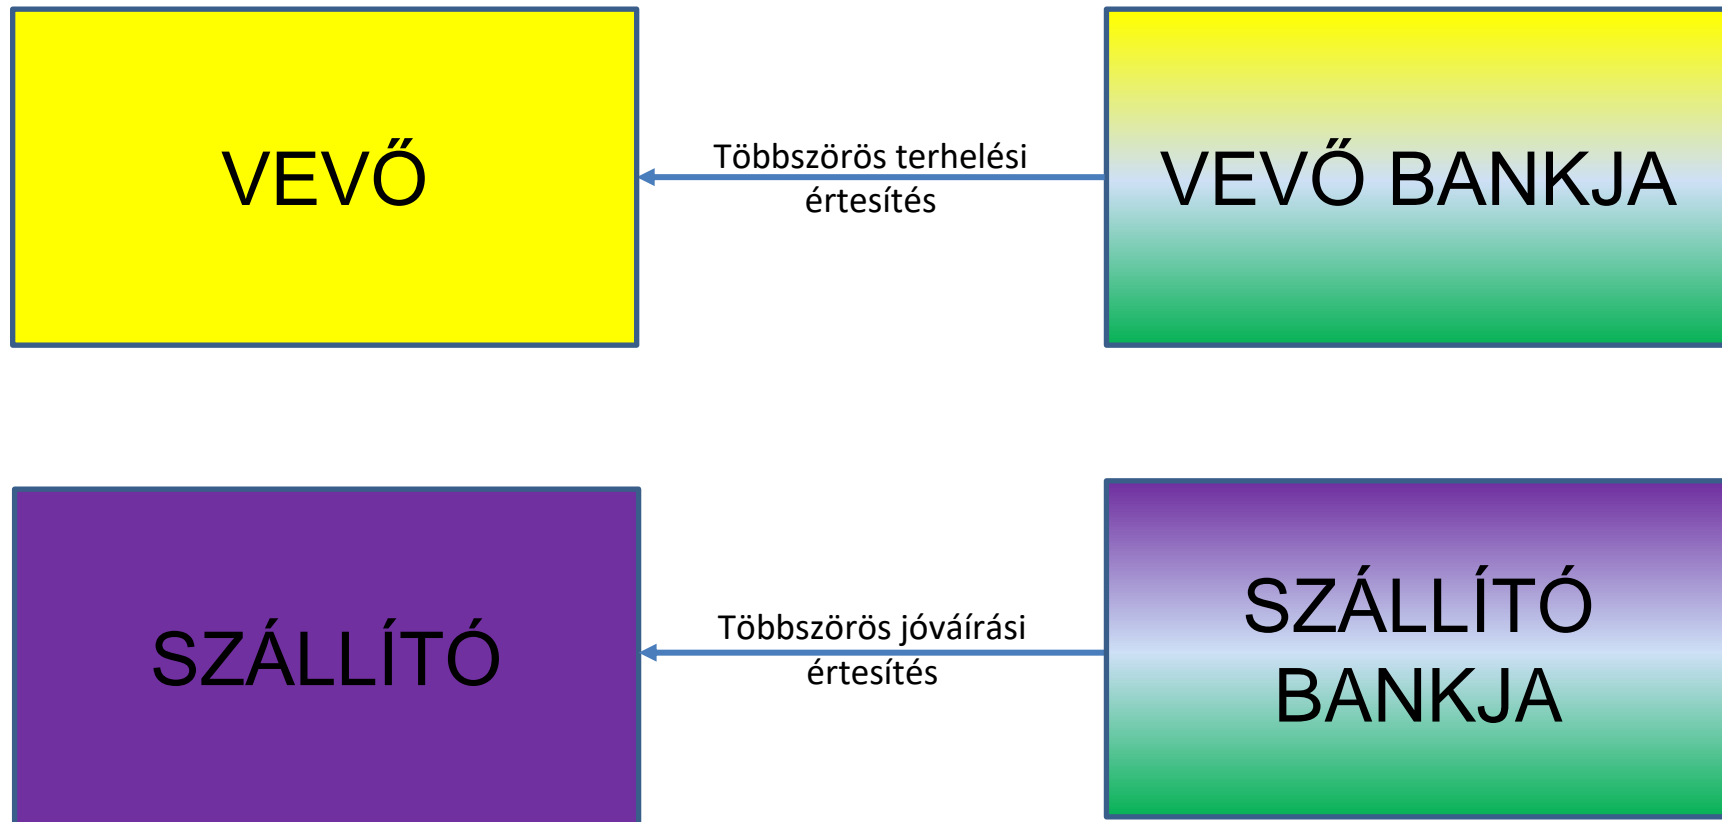 VEVŐ
Többszörös terhelési
értesítés
VEVŐ BANKJA
SZÁLLÍTÓ
Többszörös jóváírási
értesítés
SZÁLLÍTÓ
BANKJA